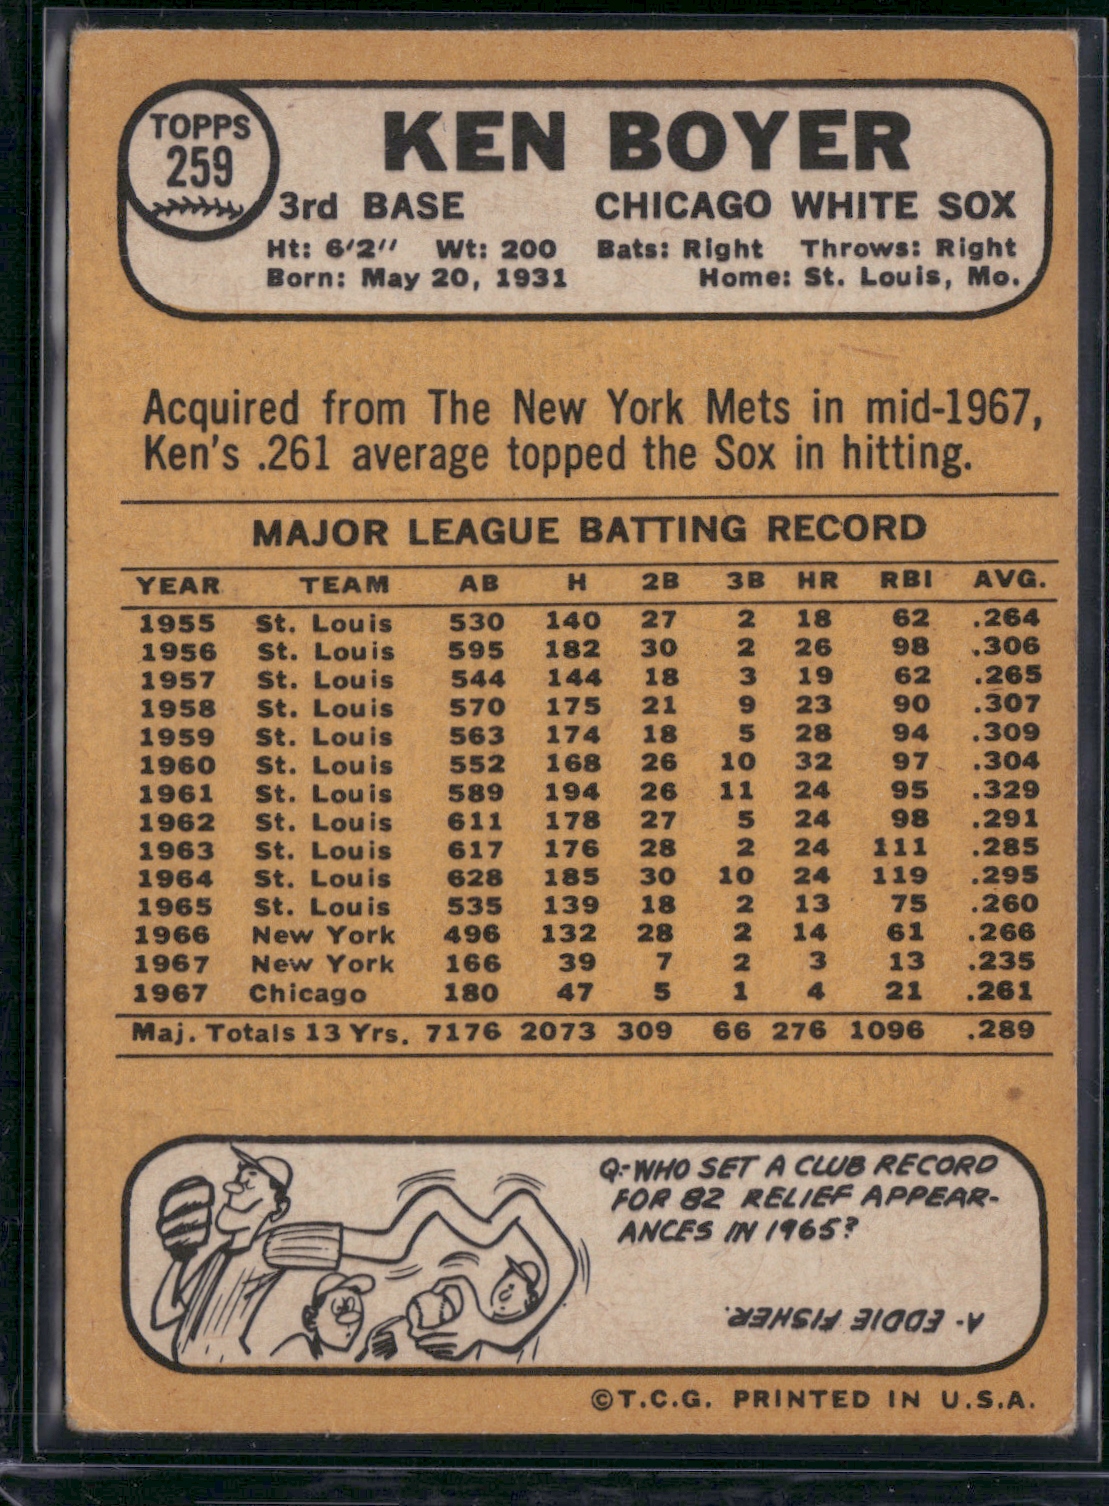 TOPPS
259
KEN BOYER
3rd BASE CHICAGO WHITE SOX
Ht: 6'2" Wt: 200 Bats: Right Throws: Right
Born: May 20, 1931 Home: St. Louis, Mo.
Acquired from The New York Mets in mid-1967,
Ken's .261 average topped the Sox in hitting.
MAJOR LEAGUE BATTING RECORD
YEAR TEAM AB H 2B 3B HR RBI AVG.
1955 St. Louis 530 140 27 2 18 62 .264
1956 St. Louis 595 182 30 2 26 98 .306
1957 St. Louis 544 144 18 3 19 62 .265
1958 St. Louis 570 175 21 9 23 90 .307
1959 St. Louis 563 174 18 5 28 94 .309
1960 St. Louis 552 168 26 10 32 97 .304
1961 St. Louis 589 194 26 11 24 95 .329
1962 St. Louis 611 178 27 5 24 98 .291
1963 St. Louis 617 176 28 2 24 111 .285
1964 St. Louis 628 185 30 10 24 119 .295
1965 St. Louis 535 139 18 2 13 75 .260
1966 New York 496 132 28 2 14 61 .266
1967 New York 166 39 7 2 3 13 .235
1967 Chicago 180 47 5 1 4 21 .261
Maj. Totals 13 Yrs. 7176 2073 309 66 276 1096 .289
Q-WHO SET A CLUB RECORD
FOR 82 RELIEF APPEAR-
ANCES IN 1965?
A- EDDIE FISHER.
©T.C.G. PRINTED IN U.S.A.